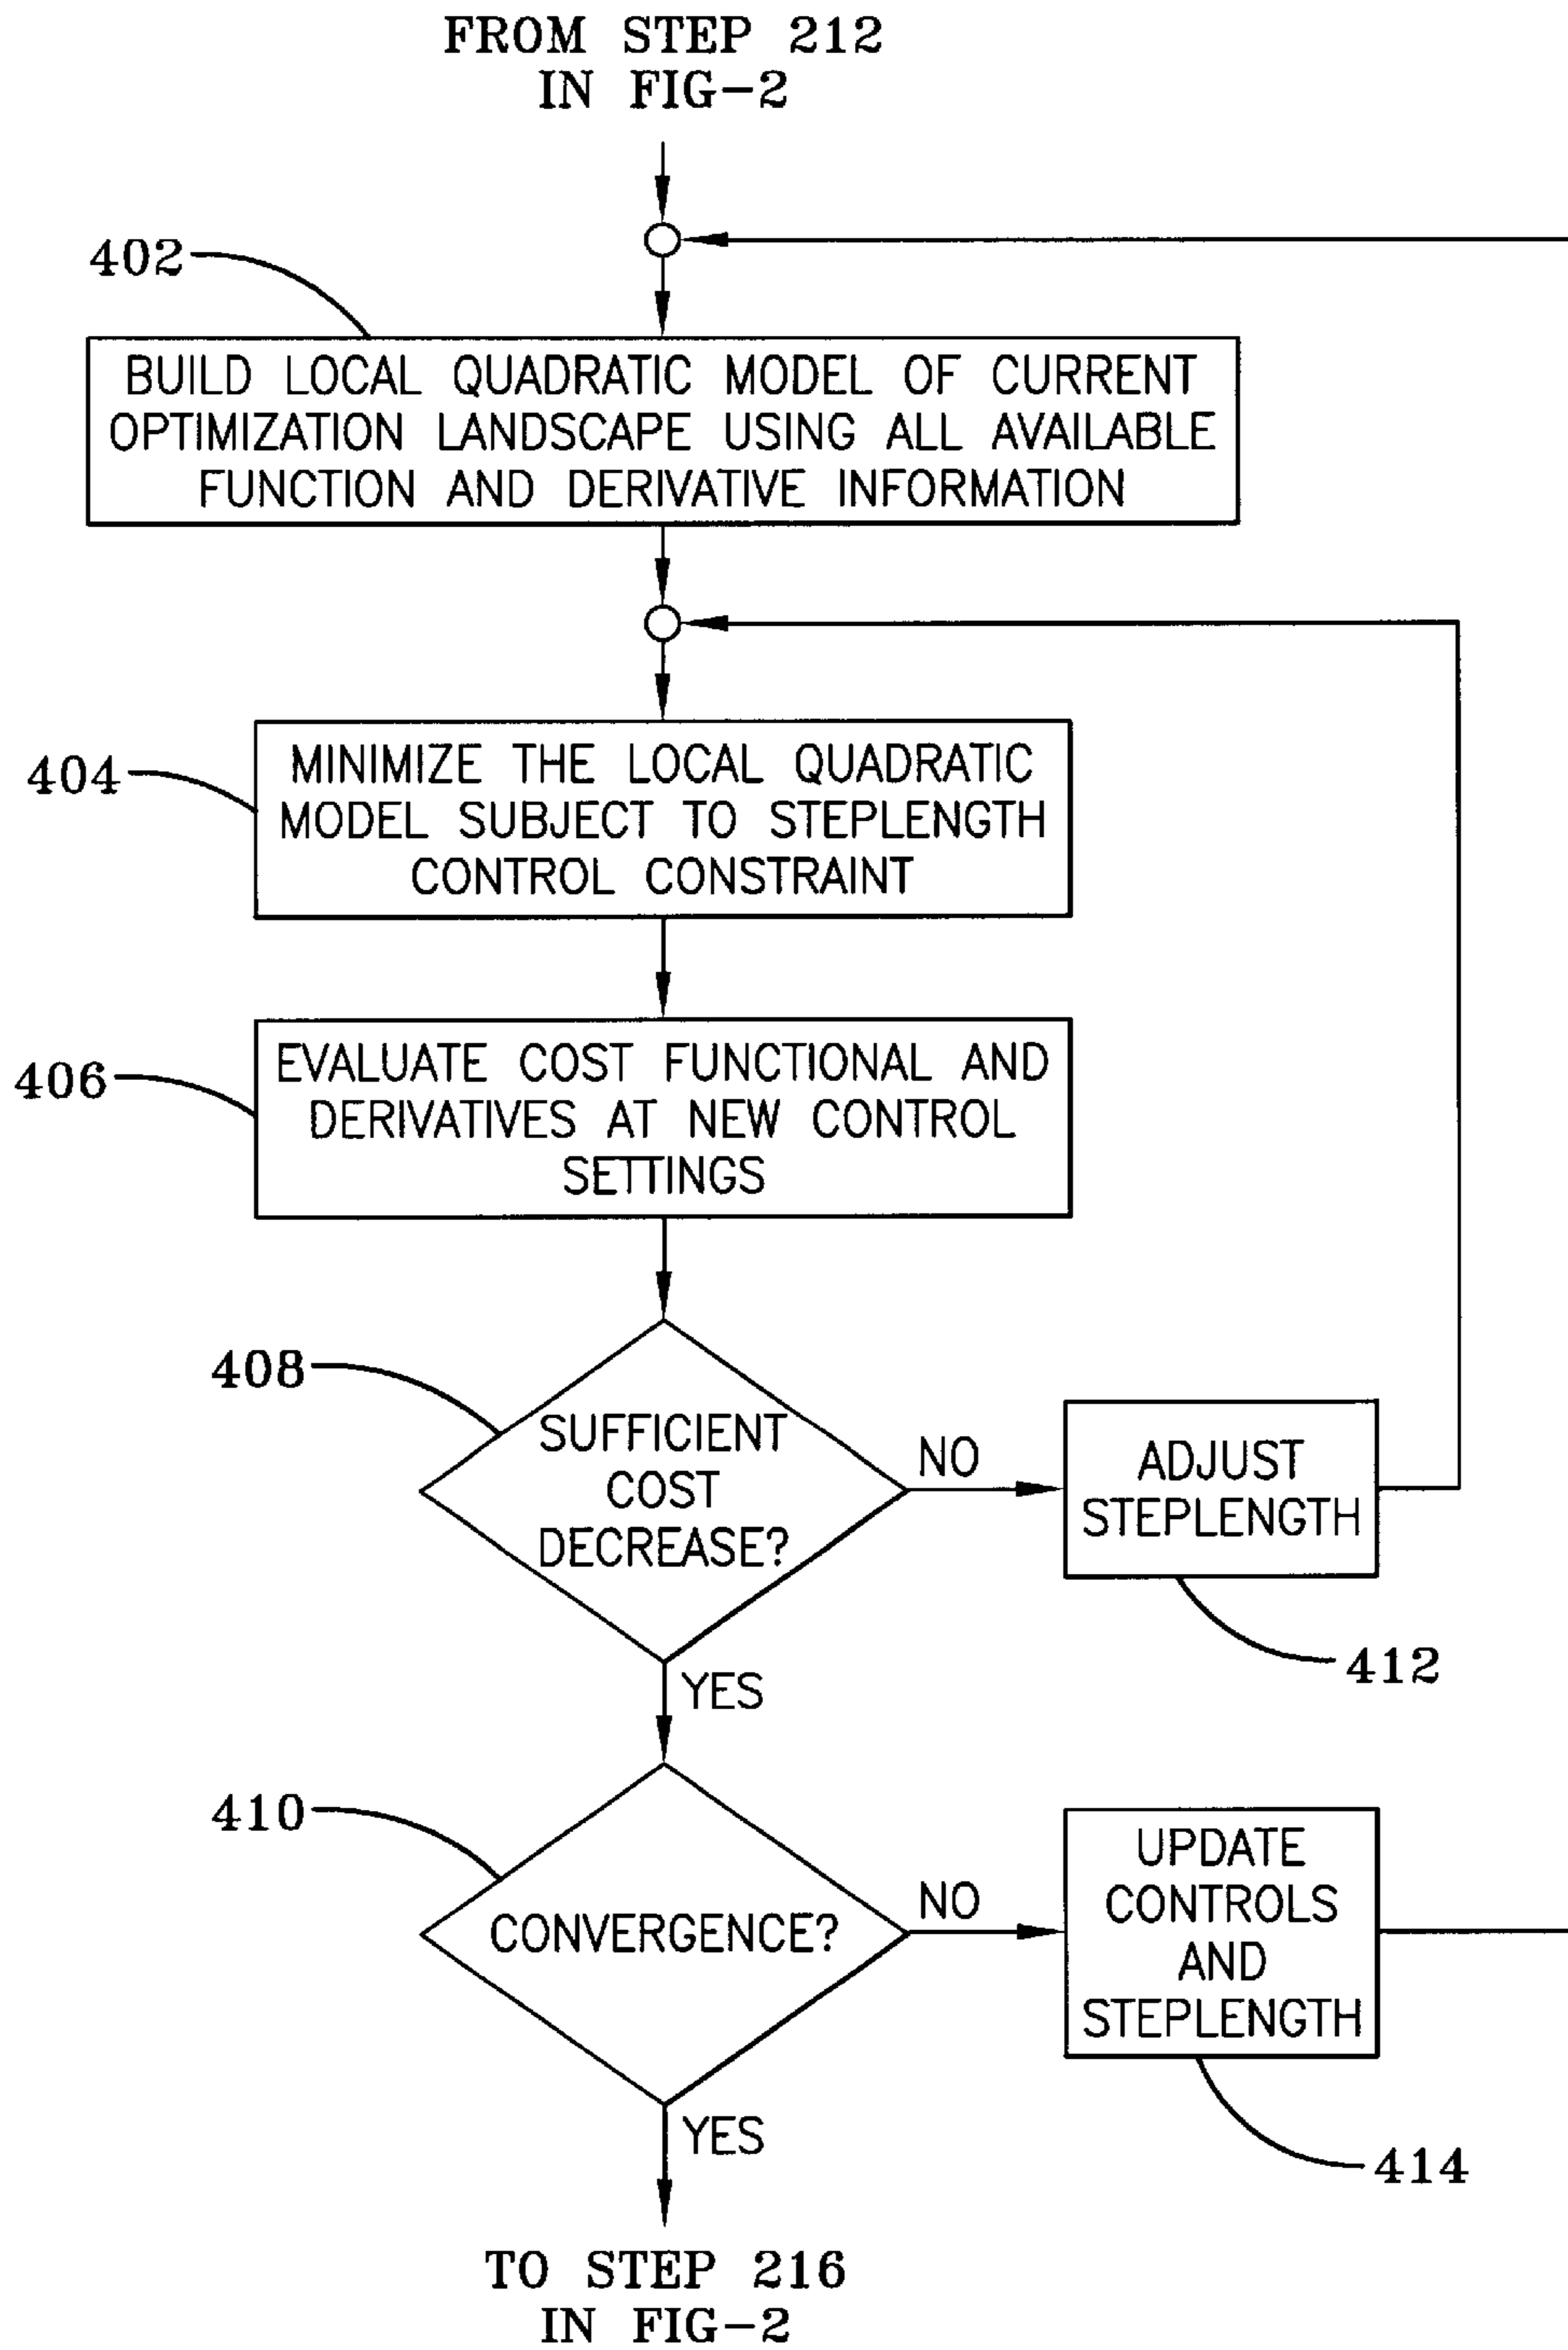 FROM STEP 212
IN FIG-2
402
BUILD LOCAL QUADRATIC MODEL OF CURRENT
OPTIMIZATION LANDSCAPE USING ALL AVAILABLE
FUNCTION AND DERIVATIVE INFORMATION
404
MINIMIZE THE LOCAL QUADRATIC
MODEL SUBJECT TO STEPLENGTH
CONTROL CONSTRAINT
406
EVALUATE COST FUNCTIONAL AND
DERIVATIVES AT NEW CONTROL
SETTINGS
408
SUFFICIENT
COST
DECREASE?
NO
ADJUST
STEPLENGTH
412
YES
410
CONVERGENCE?
NO
UPDATE
CONTROLS
AND
STEPLENGTH
414
YES
TO STEP 216
IN FIG-2